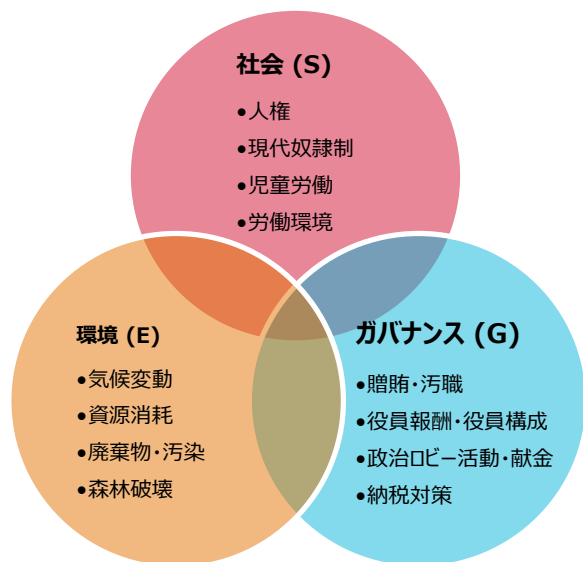 社会 (S)
•人権
•現代奴隷制
•児童労働
•労働環境
環境 (E)
•気候変動
•資源消耗
•廃棄物・汚染
•森林破壊
ガバナンス (G)
•贈賄・汚職
•役員報酬・役員構成
•政治ロビー活動・献金
•納税対策